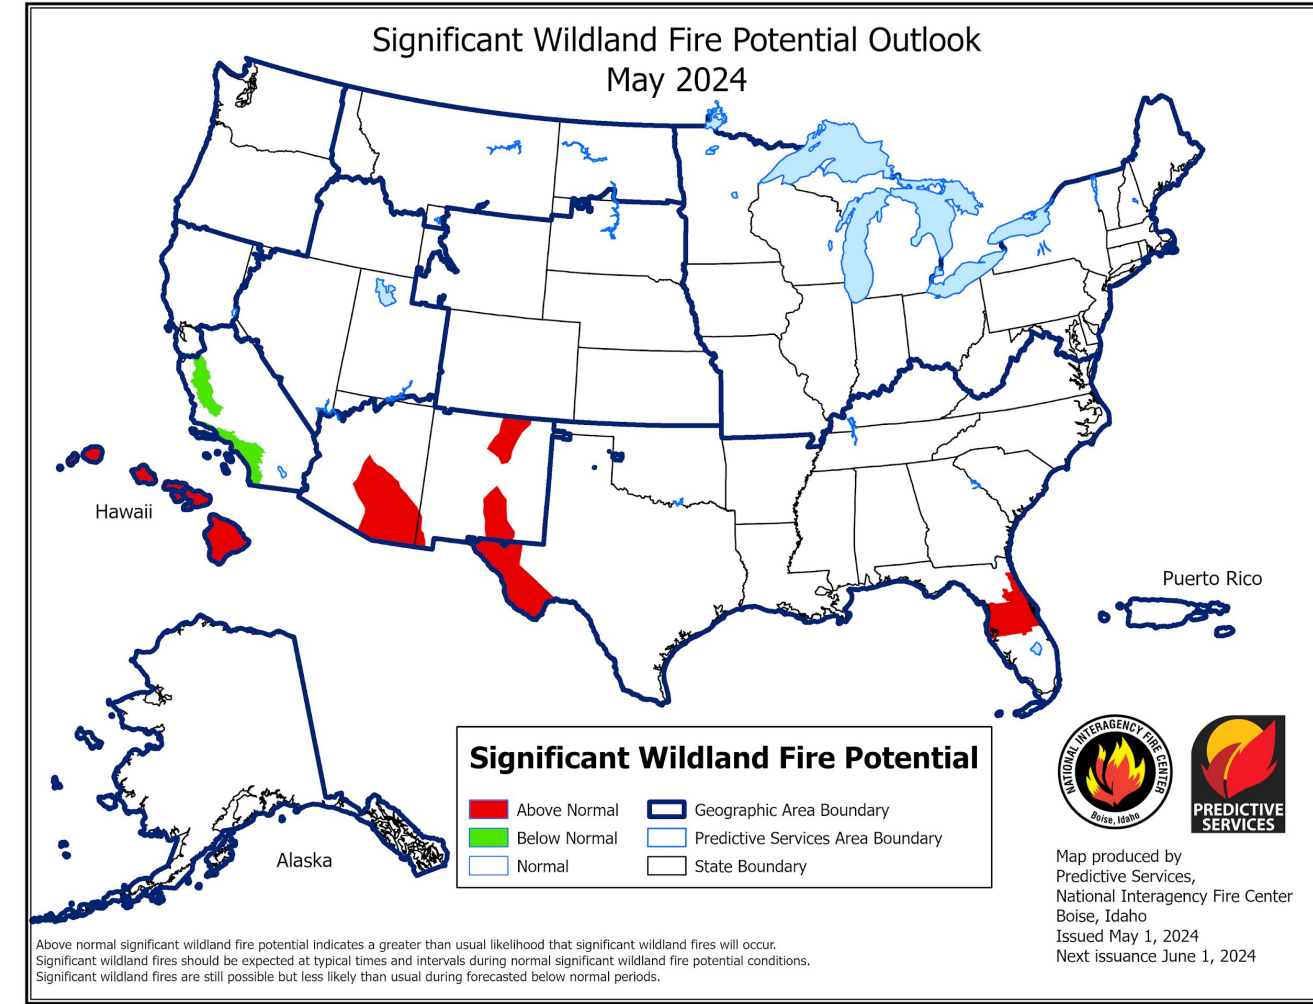 Significant Wildland Fire Potential Outlook
May 2024
Hawaii
Puerto Rico
Alaska
Significant Wildland Fire Potential
Above Normal
Below Normal
Normal
Geographic Area Boundary
Predictive Services Area Boundary
State Boundary
NATIONAL INTERAGENCY FIRE CENTER
Boise, Idaho
PREDICTIVE
SERVICES
Map produced by
Predictive Services,
National Interagency Fire Center
Boise, Idaho
Issued May 1, 2024
Next issuance June 1, 2024
Above normal significant wildland fire potential indicates a greater than usual likelihood that significant wildland fires will occur.
Significant wildland fires should be expected at typical times and intervals during normal significant wildland fire potential conditions.
Significant wildland fires are still possible but less likely than usual during forecasted below normal periods.